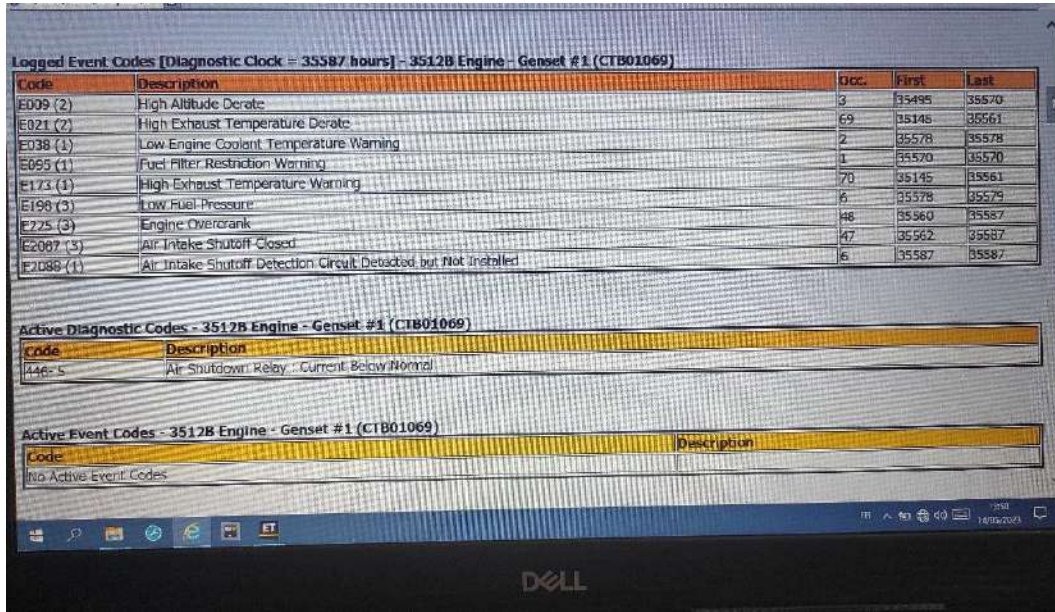 Logged Event Codes [Diagnostic Clock = 35587 hours] - 3512B Engine - Genset #1 (CTB01069)
Code Description Occ. First Last
E009 (2) High Altitude Derate 3 35495 35570
E021 (2) High Exhaust Temperature Derate 69 35145 35561
E038 (1) Low Engine Coolant Temperature Warning 2 35578 35578
E095 (1) Fuel Filter Restriction Warning 1 35570 35570
E173 (1) High Exhaust Temperature Warning 70 35145 35561
E198 (3) Low Fuel Pressure 6 35578 35579
E225 (3) Engine Overcrank 48 35560 35587
E2087 (3) Air Intake Shutoff Closed 47 35562 35587
E2088 (1) Air Intake Shutoff Detection Circuit Detected but Not Installed 6 35587 35587
Active Diagnostic Codes - 3512B Engine - Genset #1 (CTB01069)
Code Description
446- 5 Air Shutdown Relay : Current Below Normal
Active Event Codes - 3512B Engine - Genset #1 (CTB01069)
Code Description
No Active Event Codes
ET
DELL